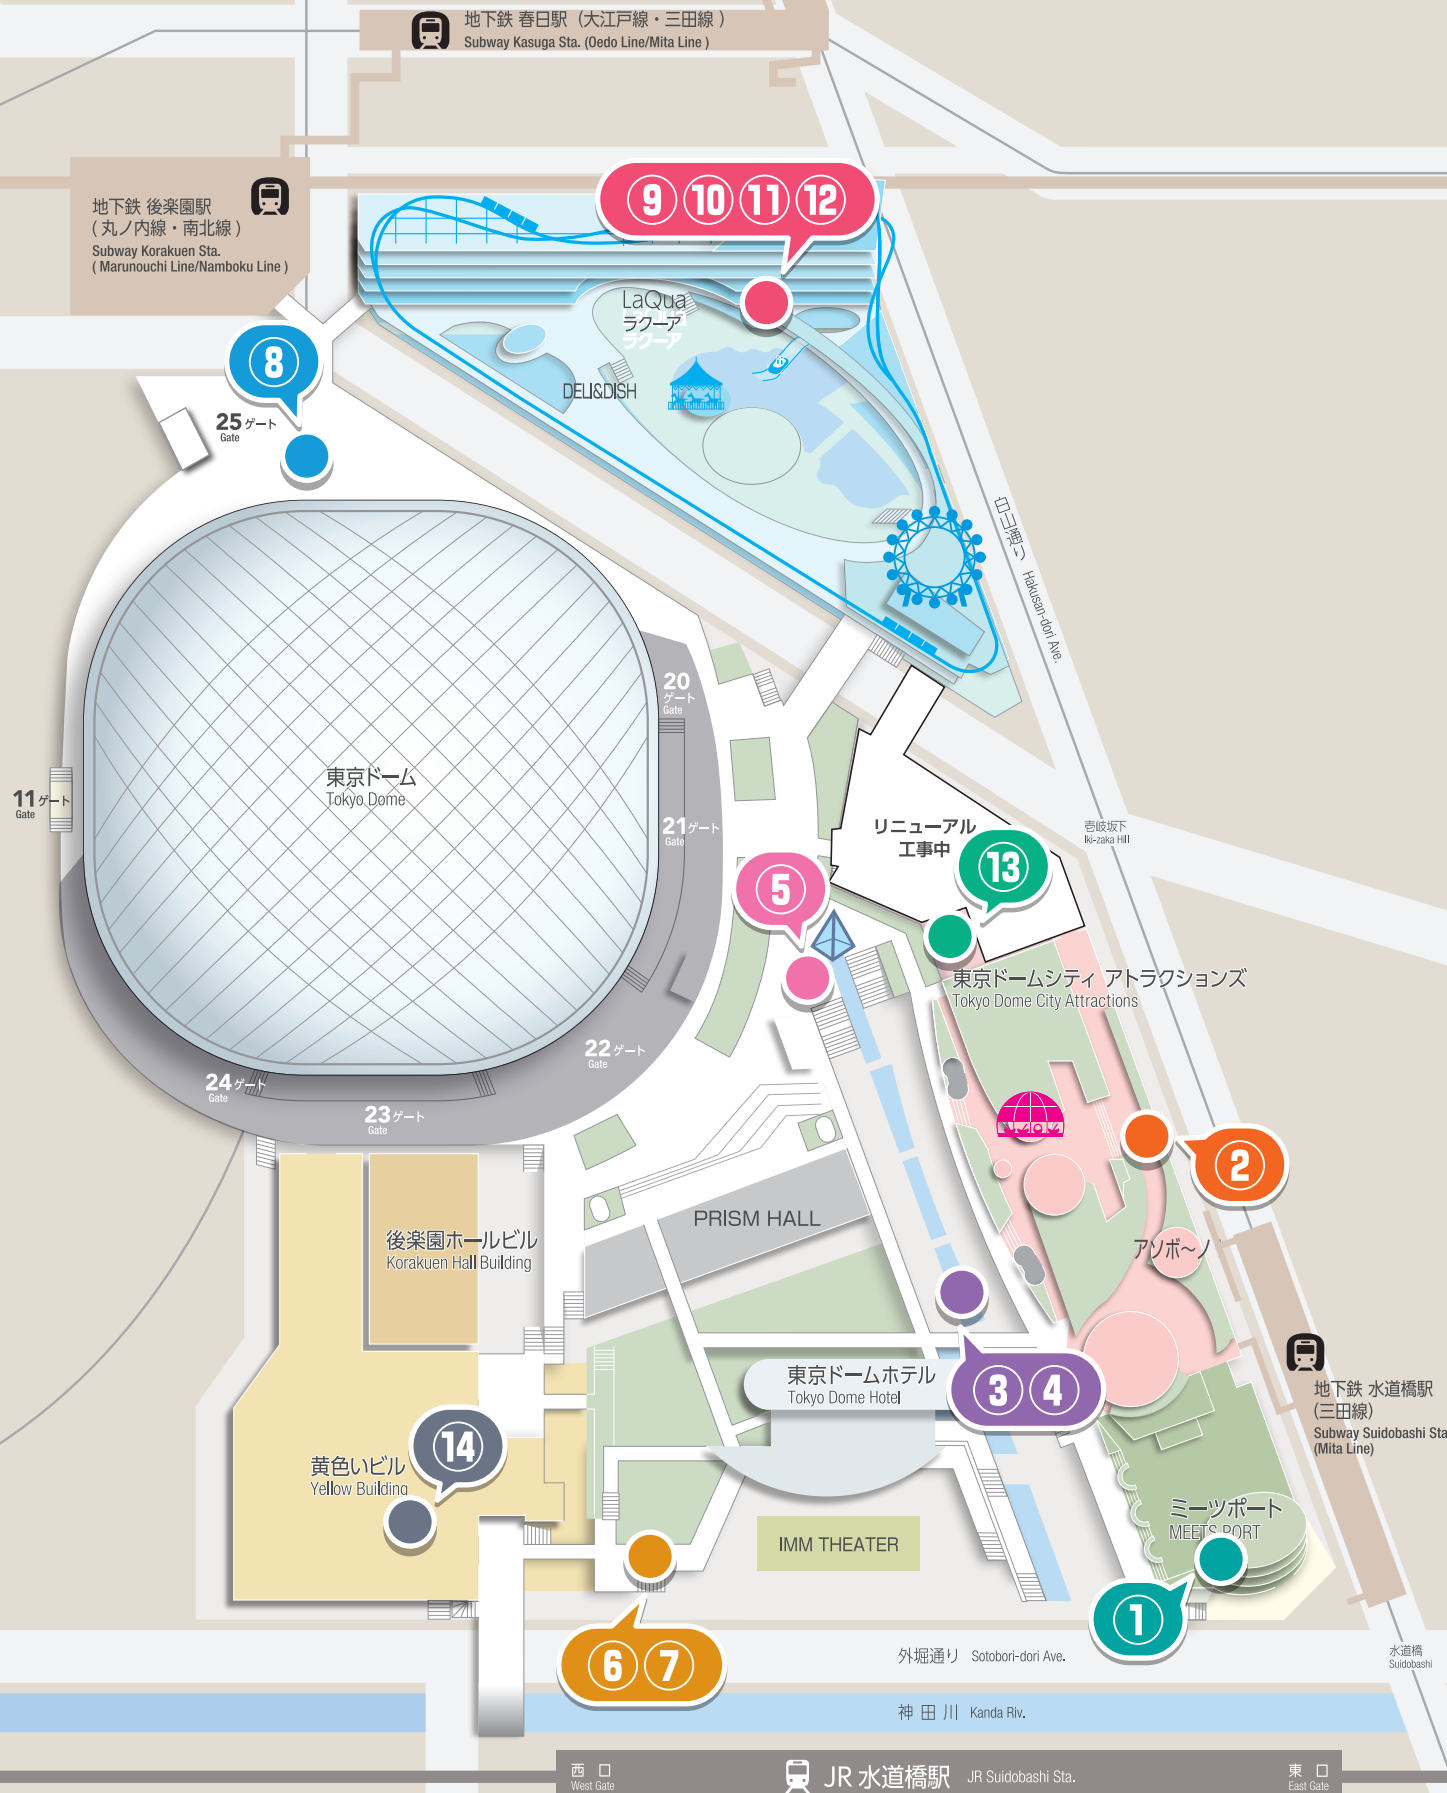 地下鉄 春日駅（大江戸線・三田線）
Subway Kasuga Sta. (Oedo Line/Mita Line )
地下鉄 後楽園駅
( 丸ノ内線・南北線 )
Subway Korakuen Sta.
( Marunouchi Line/Namboku Line )
9 10 11 12
LaQua
ラクーア
ラクーア
8
DELI&DISH
25 ゲート
Gate
白山通り Hakusan-dori Ave.
20
ゲート
Gate
東京ドーム
Tokyo Dome
11 ゲート
Gate
21 ゲート
Gate
リニューアル
工事中
壱岐坂下
Iki-zaka Hill
13
5
東京ドームシティ アトラクションズ
Tokyo Dome City Attractions
22 ゲート
Gate
24 ゲート
Gate
23 ゲート
Gate
2
PRISM HALL
後楽園ホールビル
Korakuen Hall Building
アソボ〜ノ
東京ドームホテル
Tokyo Dome Hotel
3 4
地下鉄 水道橋駅
(三田線)
Subway Suidobashi Sta
(Mita Line)
14
黄色いビル
Yellow Building
ミーツポート
MEETS PORT
IMM THEATER
1
6 7
外堀通り Sotobori-dori Ave.
水道橋
Suidobashi
神田川 Kanda Riv.
西口
West Gate
JR 水道橋駅 JR Suidobashi Sta.
東口
East Gate